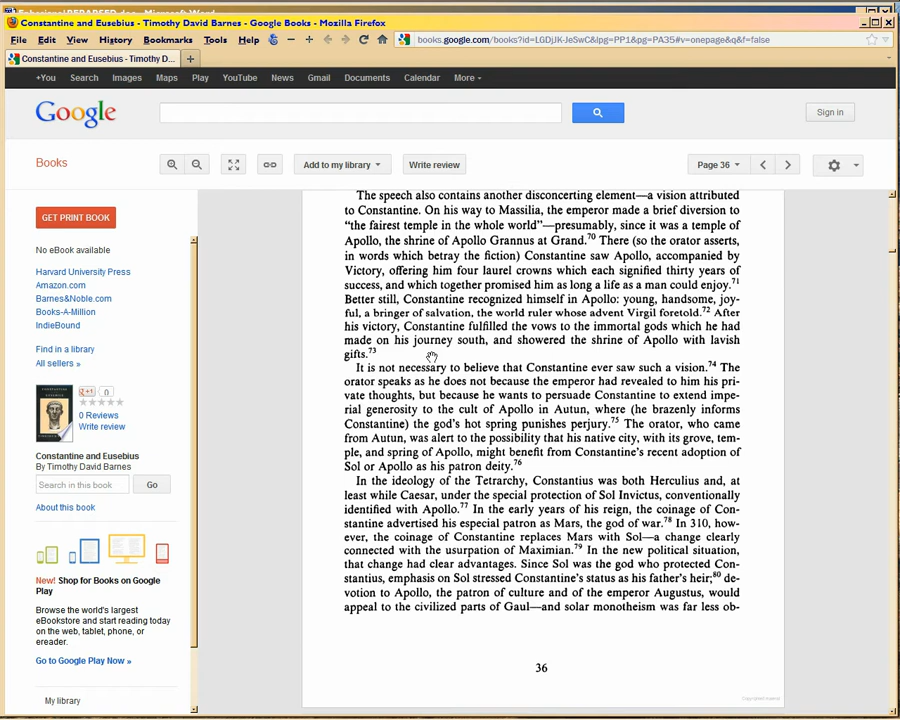 Constantine and Eusebius - Timothy David Barnes - Google Books - Mozilla Firefox
File Edit View History Bookmarks Tools Help
books.google.com/books?id=LGDjJK-JeSwC&lpg=PP1&pg=PA35#v=onepage&q&f=false
Constantine and Eusebius - Timothy D...
+You Search Images Maps Play YouTube News Gmail Documents Calendar More
Google
Sign in
Books
Add to my library
Write review
Page 36
GET PRINT BOOK
No eBook available
Harvard University Press
Amazon.com
Barnes&Noble.com
Books-A-Million
IndieBound
Find in a library
All sellers »
+1 0
0 Reviews
Write review
Constantine and Eusebius
By Timothy David Barnes
Search in this book Go
About this book
New! Shop for Books on Google
Play
Browse the world's largest
eBookstore and start reading today
on the web, tablet, phone, or
ereader.
Go to Google Play Now »
My library
The speech also contains another disconcerting element—a vision attributed
to Constantine. On his way to Massilia, the emperor made a brief diversion to
"the fairest temple in the whole world"—presumably, since it was a temple of
Apollo, the shrine of Apollo Grannus at Grand.70 There (so the orator asserts,
in words which betray the fiction) Constantine saw Apollo, accompanied by
Victory, offering him four laurel crowns which each signified thirty years of
success, and which together promised him as long a life as a man could enjoy.71
Better still, Constantine recognized himself in Apollo: young, handsome, joy-
ful, a bringer of salvation, the world ruler whose advent Virgil foretold.72 After
his victory, Constantine fulfilled the vows to the immortal gods which he had
made on his journey south, and showered the shrine of Apollo with lavish
gifts.73
It is not necessary to believe that Constantine ever saw such a vision.74 The
orator speaks as he does not because the emperor had revealed to him his pri-
vate thoughts, but because he wants to persuade Constantine to extend impe-
rial generosity to the cult of Apollo in Autun, where (he brazenly informs
Constantine) the god's hot spring punishes perjury.75 The orator, who came
from Autun, was alert to the possibility that his native city, with its grove, tem-
ple, and spring of Apollo, might benefit from Constantine's recent adoption of
Sol or Apollo as his patron deity.76
In the ideology of the Tetrarchy, Constantius was both Herculius and, at
least while Caesar, under the special protection of Sol Invictus, conventionally
identified with Apollo.77 In the early years of his reign, the coinage of Con-
stantine advertised his especial patron as Mars, the god of war.78 In 310, how-
ever, the coinage of Constantine replaces Mars with Sol—a change clearly
connected with the usurpation of Maximian.79 In the new political situation,
that change had clear advantages. Since Sol was the god who protected Con-
stantius, emphasis on Sol stressed Constantine's status as his father's heir;80 de-
votion to Apollo, the patron of culture and of the emperor Augustus, would
appeal to the civilized parts of Gaul—and solar monotheism was far less ob-
36